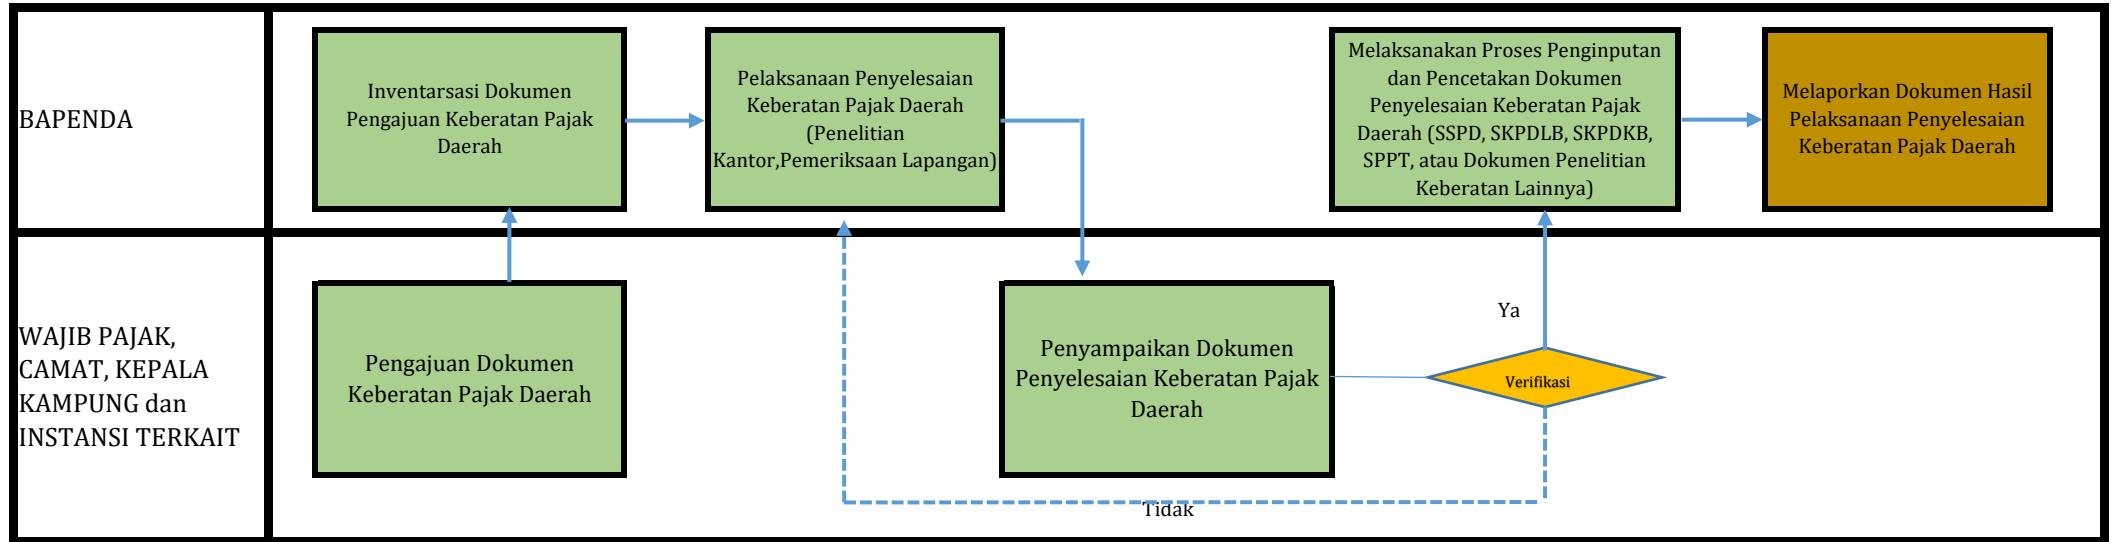 BAPENDA
Inventarsasi Dokumen
Pengajuan Keberatan Pajak
Daerah
Pelaksanaan Penyelesaian
Keberatan Pajak Daerah
(Penelitian
Kantor,Pemeriksaan Lapangan)
Melaksanakan Proses Penginputan
dan Pencetakan Dokumen
Penyelesaian Keberatan Pajak
Daerah (SSPD, SKPDLB, SKPDKB,
SPPT, atau Dokumen Penelitian
Keberatan Lainnya)
Melaporkan Dokumen Hasil
Pelaksanaan Penyelesaian
Keberatan Pajak Daerah
WAJIB PAJAK,
CAMAT, KEPALA
KAMPUNG dan
INSTANSI TERKAIT
Pengajuan Dokumen
Keberatan Pajak Daerah
Penyampaikan Dokumen
Penyelesaian Keberatan Pajak
Daerah
Ya
Verifikasi
Tidak